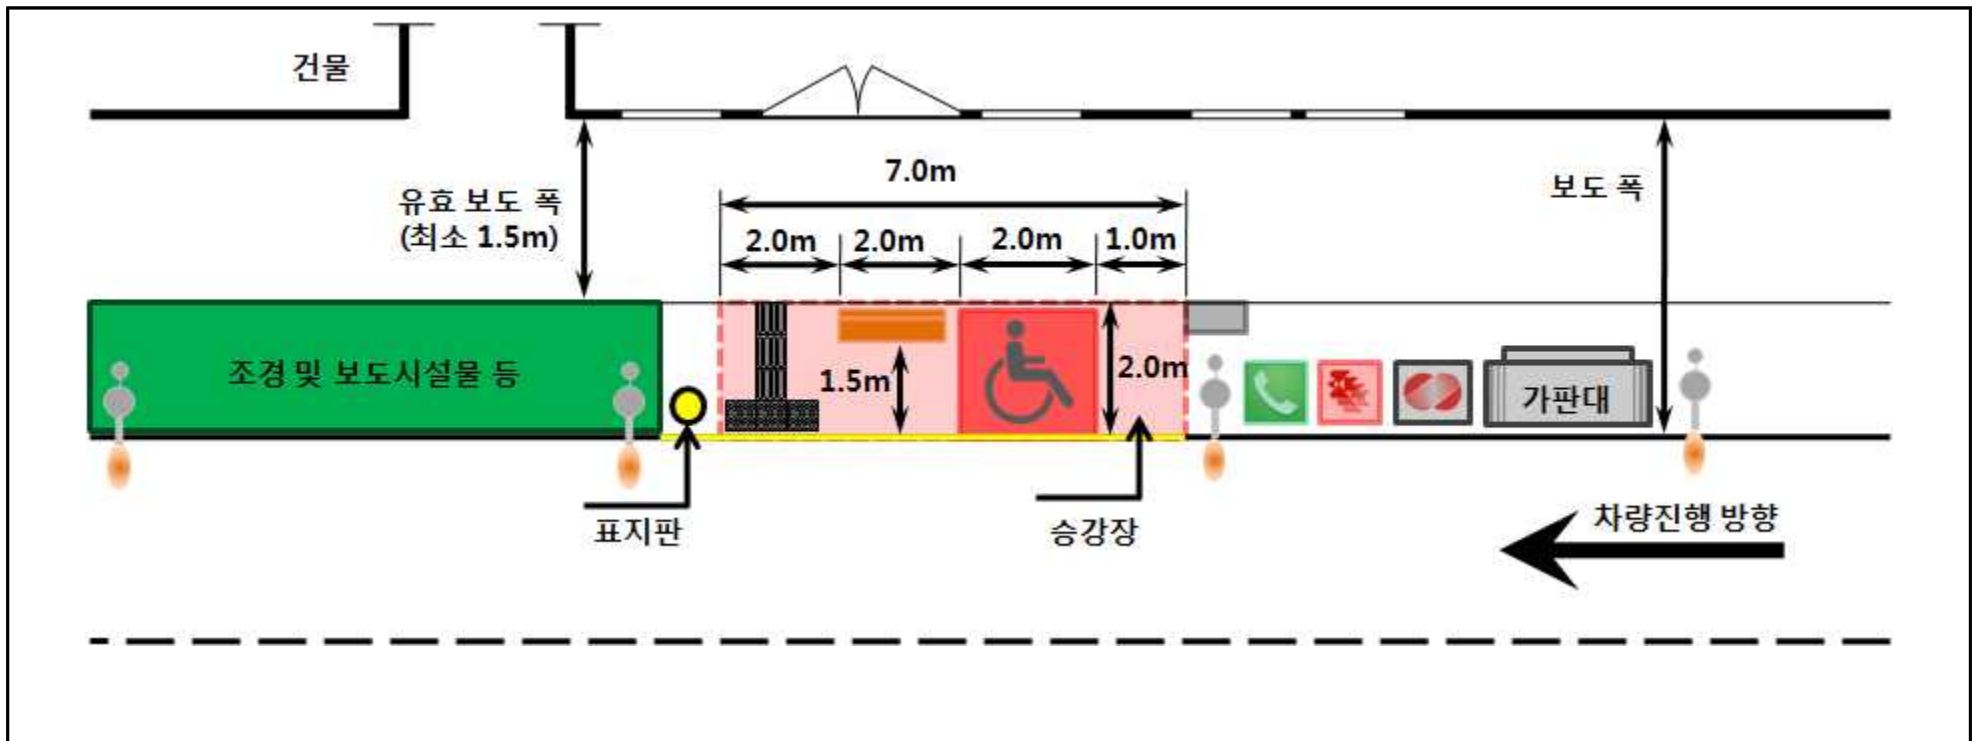 건물
7.0m
유효 보도 폭
(최소 1.5m)
보도 폭
2.0m
2.0m
2.0m
1.0m
조경 및 보도시설물 등
1.5m
2.0m
가판대
표지판
승강장
차량진행 방향